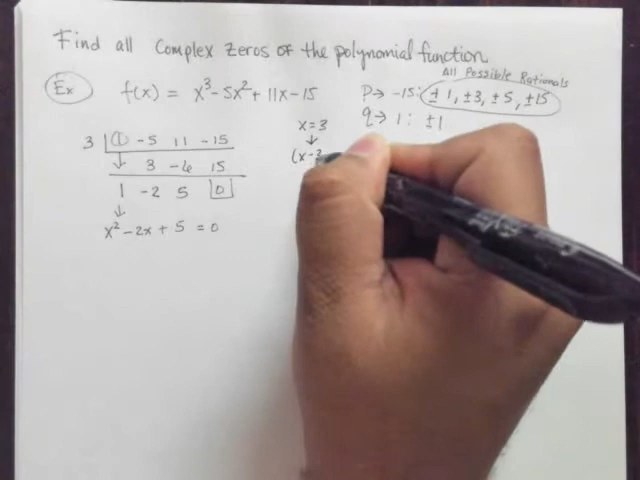 Find all Complex Zeros of the polynomial function.
All Possible Rationals
Ex f(x) = x³-5x²+11x-15 P→ -15: ±1, ±3, ±5, ±15
q→ 1: ±1
x=3
3 1 -5 11 -15
↓ 3 -6 15
(x-3
1 -2 5 0
x²-2x+5=0